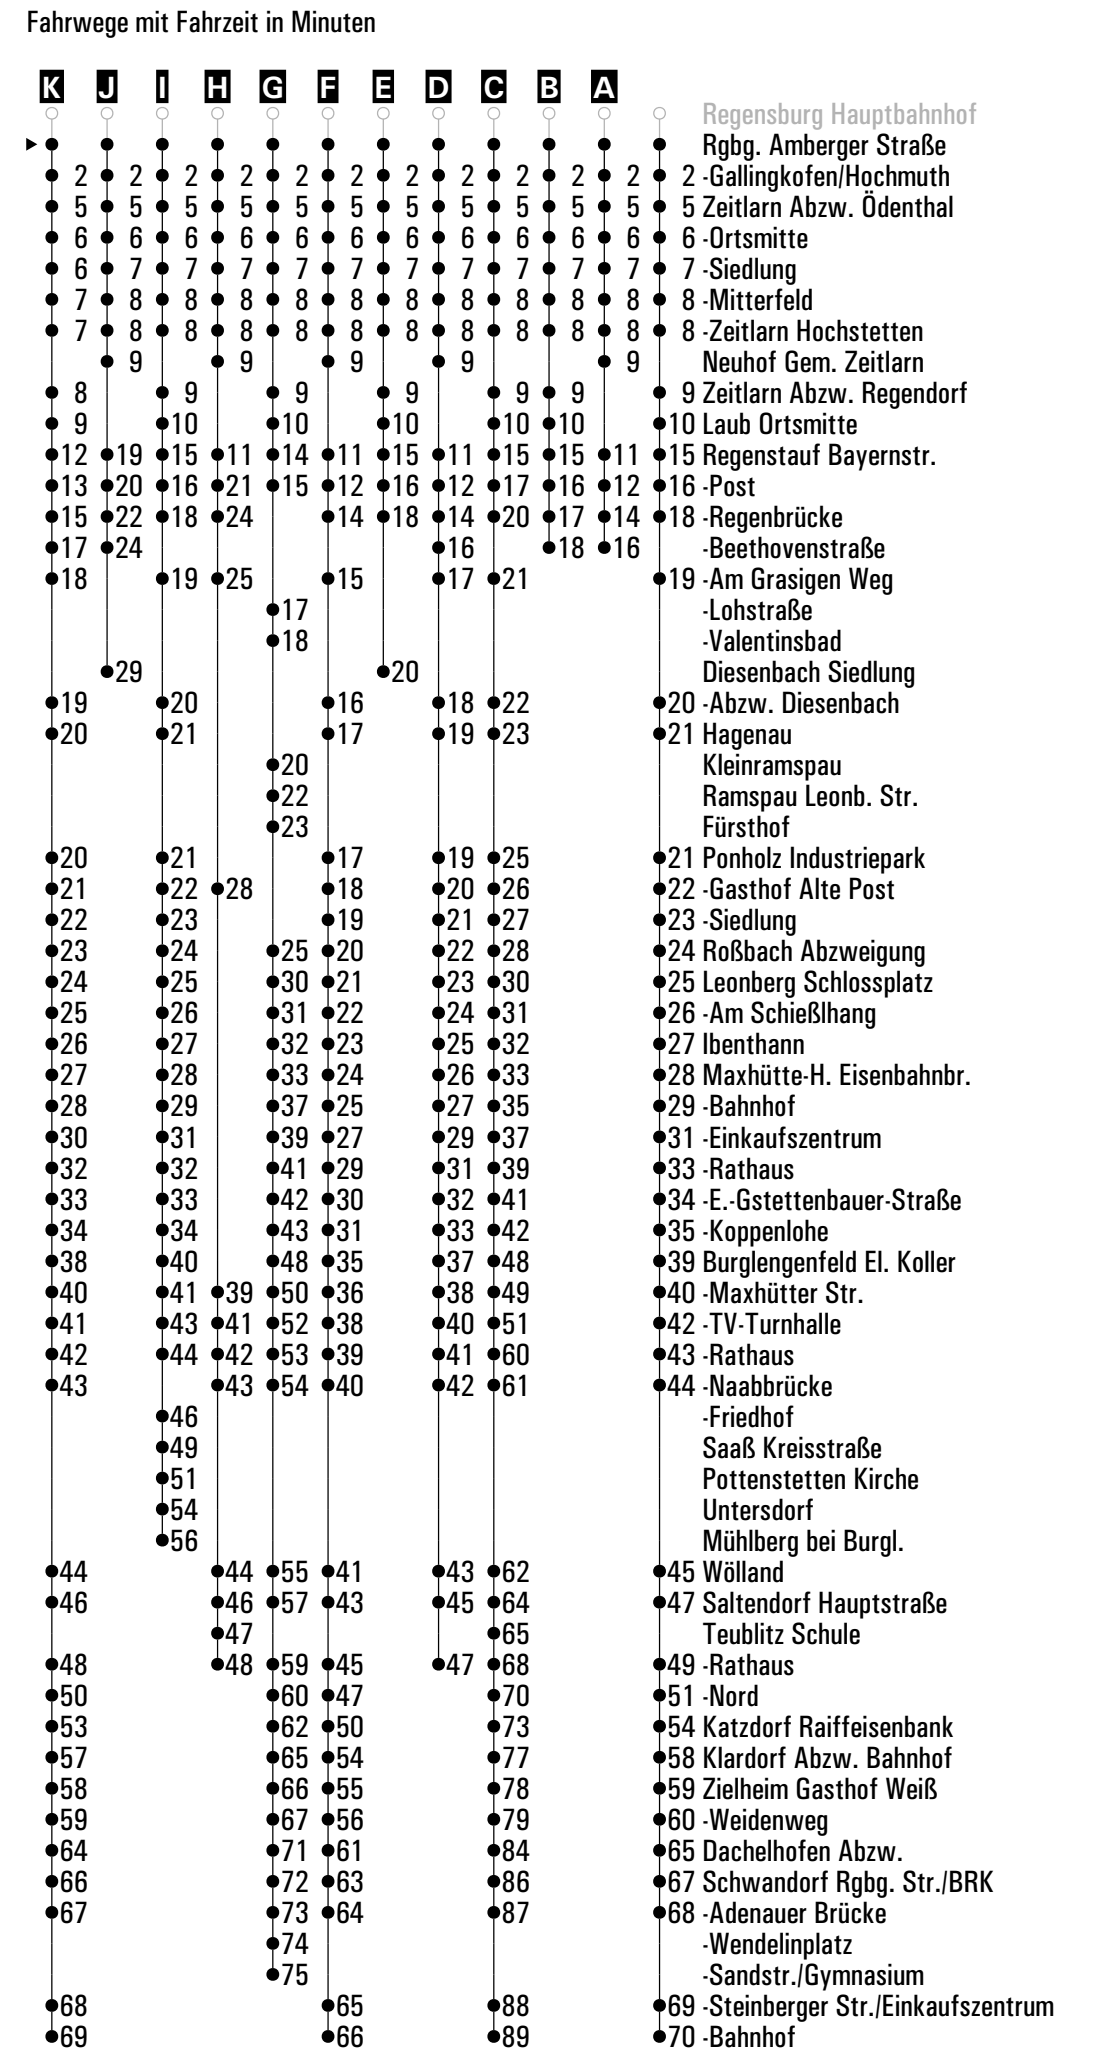 Fahrwege mit Fahrzeit in Minuten
K J I H G F E D C B A
Regensburg Hauptbahnhof
Rgbg. Amberger Straße
2 2 2 2 2 2 2 2 2 2 2 2 -Gallingkofen/Hochmuth
5 5 5 5 5 5 5 5 5 5 5 5 Zeitlarn Abzw. Ödenthal
6 6 6 6 6 6 6 6 6 6 6 6 -Ortsmitte
6 7 7 7 7 7 7 7 7 7 7 7 -Siedlung
7 8 8 8 8 8 8 8 8 8 8 8 -Mitterfeld
7 8 8 8 8 8 8 8 8 8 8 8 -Zeitlarn Hochstetten
9 9 9 9 9 Neuhof Gem. Zeitlarn
8 9 9 9 9 9 9 Zeitlarn Abzw. Regendorf
9 10 10 10 10 10 10 Laub Ortsmitte
12 19 15 11 14 11 15 11 15 15 11 15 Regenstauf Bayernstr.
13 20 16 21 15 12 16 12 17 16 12 16 -Post
15 22 18 24 14 18 14 20 17 14 18 -Regenbrücke
17 24 16 18 16 -Beethovenstraße
18 19 25 15 17 21 19 -Am Grasigen Weg
17 -Lohstraße
18 -Valentinsbad
29 20 Diesenbach Siedlung
19 20 16 18 22 20 -Abzw. Diesenbach
20 21 17 19 23 21 Hagenau
20 Kleinramspau
22 Ramspau Leonb. Str.
23 Fürsthof
20 21 17 19 25 21 Ponholz Industriepark
21 22 28 18 20 26 22 -Gasthof Alte Post
22 23 19 21 27 23 -Siedlung
23 24 25 20 22 28 24 Roßbach Abzweigung
24 25 30 21 23 30 25 Leonberg Schlossplatz
25 26 31 22 24 31 26 -Am Schießlhang
26 27 32 23 25 32 27 Ibenthann
27 28 33 24 26 33 28 Maxhütte-H. Eisenbahnbr.
28 29 37 25 27 35 29 -Bahnhof
30 31 39 27 29 37 31 -Einkaufszentrum
32 32 41 29 31 39 33 -Rathaus
33 33 42 30 32 41 34 -E.-Gstettenbauer-Straße
34 34 43 31 33 42 35 -Koppenlohe
38 40 48 35 37 48 39 Burglengenfeld El. Koller
40 41 39 50 36 38 49 40 -Maxhütter Str.
41 43 41 52 38 40 51 42 -TV-Turnhalle
42 44 42 53 39 41 60 43 -Rathaus
43 43 54 40 42 61 44 -Naabbrücke
46 -Friedhof
49 Saaß Kreisstraße
51 Pottenstetten Kirche
54 Untersdorf
56 Mühlberg bei Burgl.
44 44 55 41 43 62 45 Wölland
46 46 57 43 45 64 47 Saltendorf Hauptstraße
47 65 Teublitz Schule
48 48 59 45 47 68 49 -Rathaus
50 60 47 70 51 -Nord
53 62 50 73 54 Katzdorf Raiffeisenbank
57 65 54 77 58 Klardorf Abzw. Bahnhof
58 66 55 78 59 Zielheim Gasthof Weiß
59 67 56 79 60 -Weidenweg
64 71 61 84 65 Dachelhofen Abzw.
66 72 63 86 67 Schwandorf Rgbg. Str./BRK
67 73 64 87 68 -Adenauer Brücke
74 -Wendelinplatz
75 -Sandstr./Gymnasium
68 65 88 69 -Steinberger Str./Einkaufszentrum
69 66 89 70 -Bahnhof